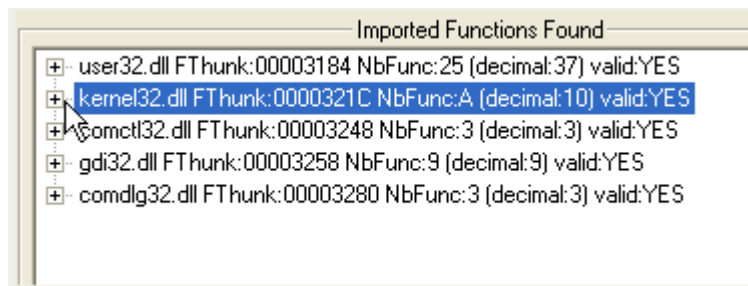 Imported Functions Found
user32.dll FThunk:00003184 NbFunc:25 (decimal:37) valid:YES
kernel32.dll FThunk:0000321C NbFunc:A (decimal:10) valid:YES
comctl32.dll FThunk:00003248 NbFunc:3 (decimal:3) valid:YES
gdi32.dll FThunk:00003258 NbFunc:9 (decimal:9) valid:YES
comdlg32.dll FThunk:00003280 NbFunc:3 (decimal:3) valid:YES